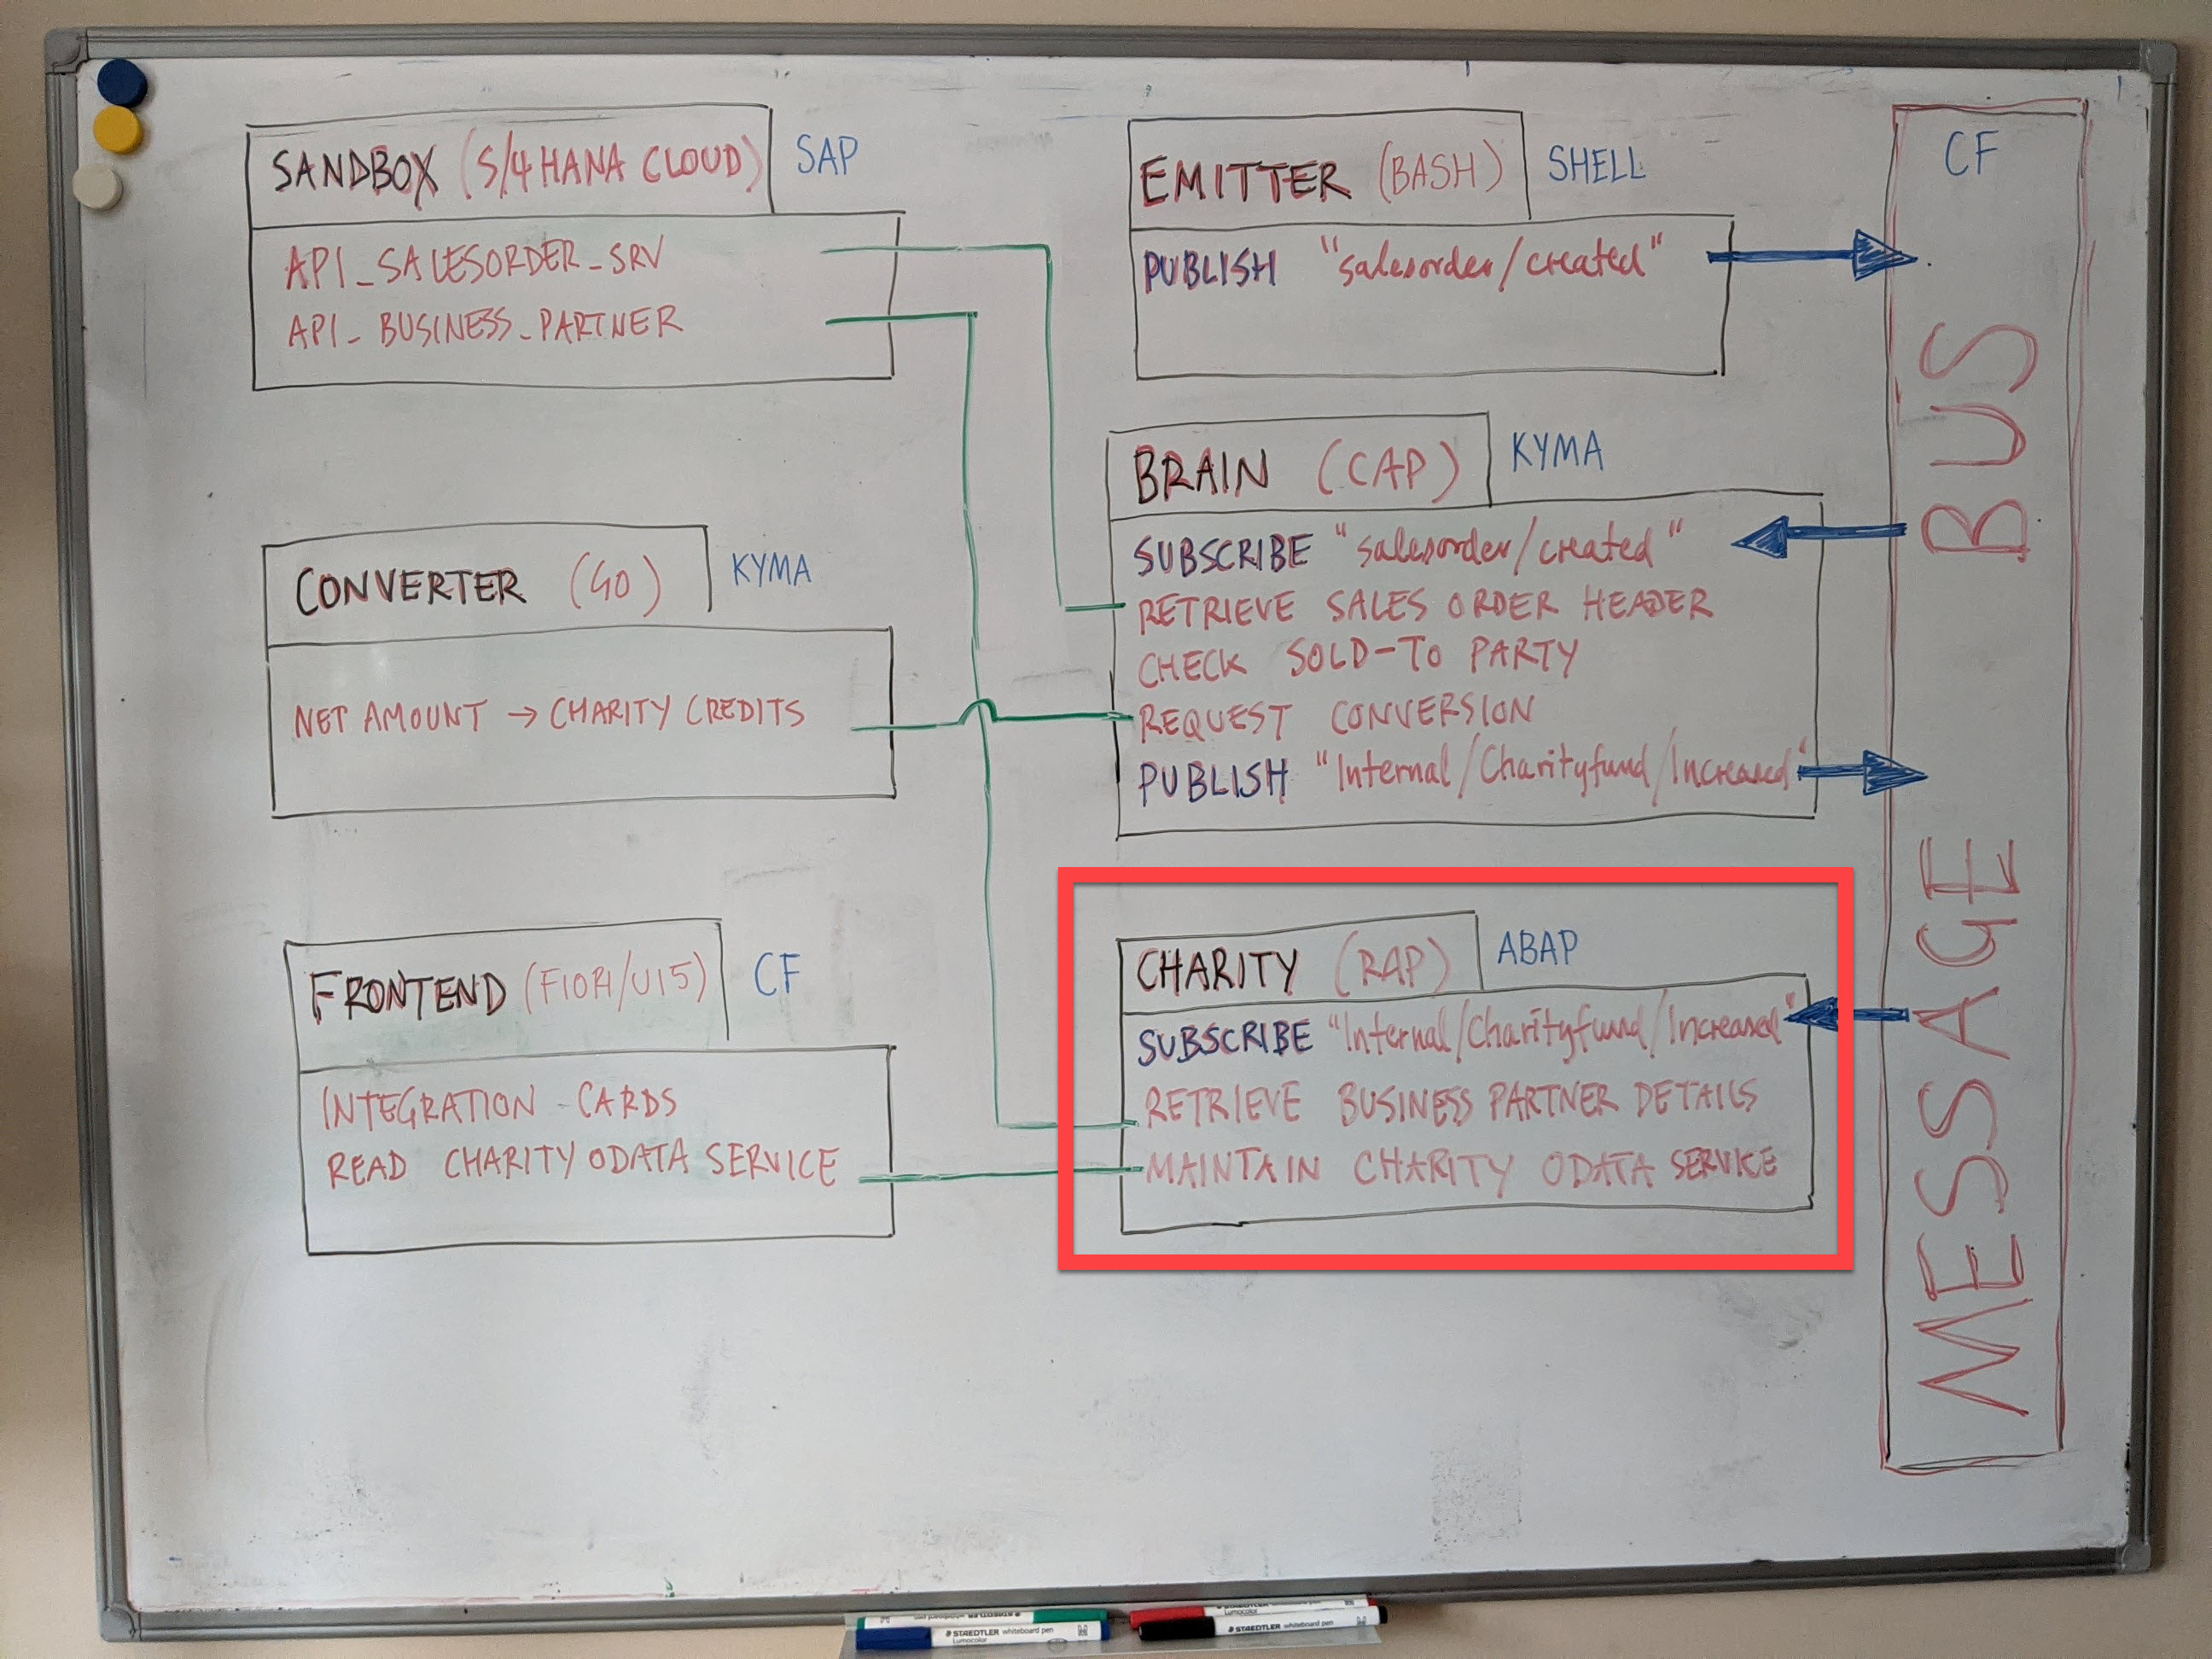 SANDBOX (S/4 HANA CLOUD) SAP
API_SALESORDER_SRV
API_BUSINESS_PARTNER
EMITTER (BASH) SHELL
PUBLISH "salesorder/created"
CONVERTER (GO) KYMA
NET AMOUNT → CHARITY CREDITS
BRAIN (CAP) KYMA
SUBSCRIBE "salesorder/created"
RETRIEVE SALES ORDER HEADER
CHECK SOLD-TO PARTY
REQUEST CONVERSION
PUBLISH "Internal/Charityfund/Increased"
FRONTEND (FIORI/UI5) CF
INTEGRATION CARDS
READ CHARITY ODATA SERVICE
CHARITY (RAP) ABAP
SUBSCRIBE "Internal/Charityfund/Increased"
RETRIEVE BUSINESS PARTNER DETAILS
MAINTAIN CHARITY ODATA SERVICE
CF
MESSAGE BUS
STAEDTLER whiteboard pen
Lumocolor
STAEDTLER whiteboard pen
Lumocolor